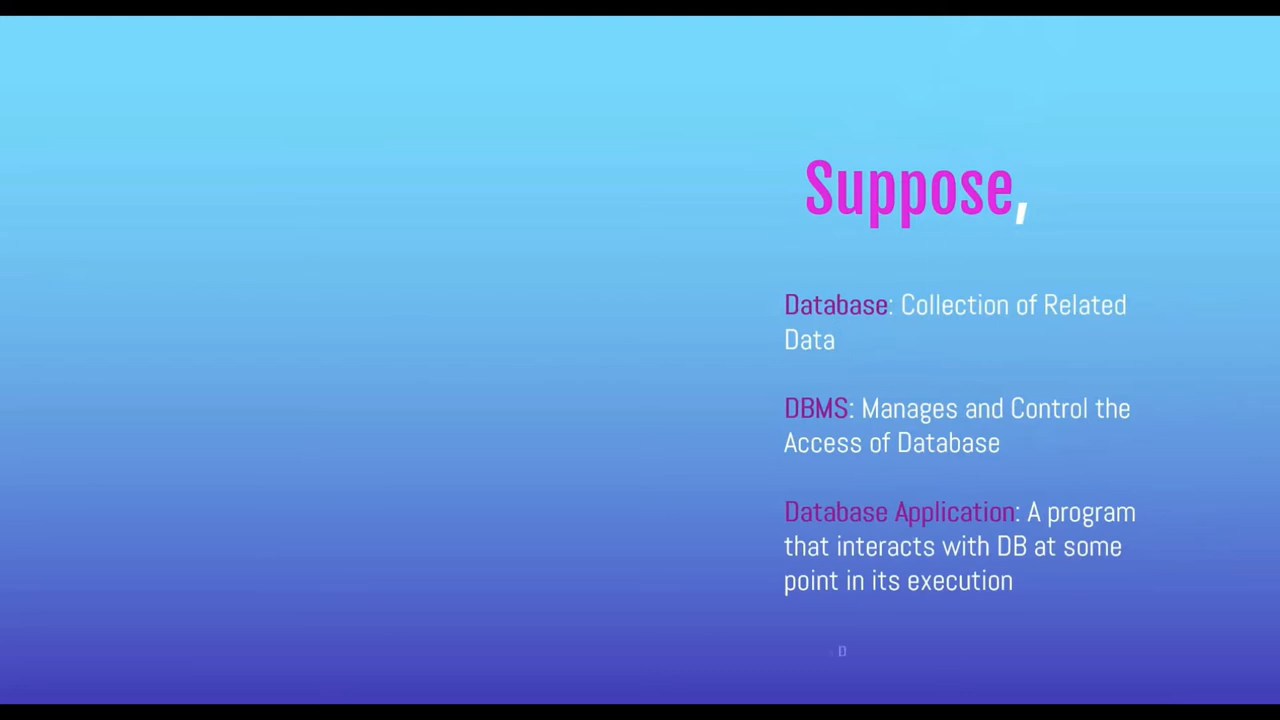 Suppose,
Database: Collection of Related
Data
DBMS: Manages and Control the
Access of Database
Database Application: A program
that interacts with DB at some
point in its execution
D